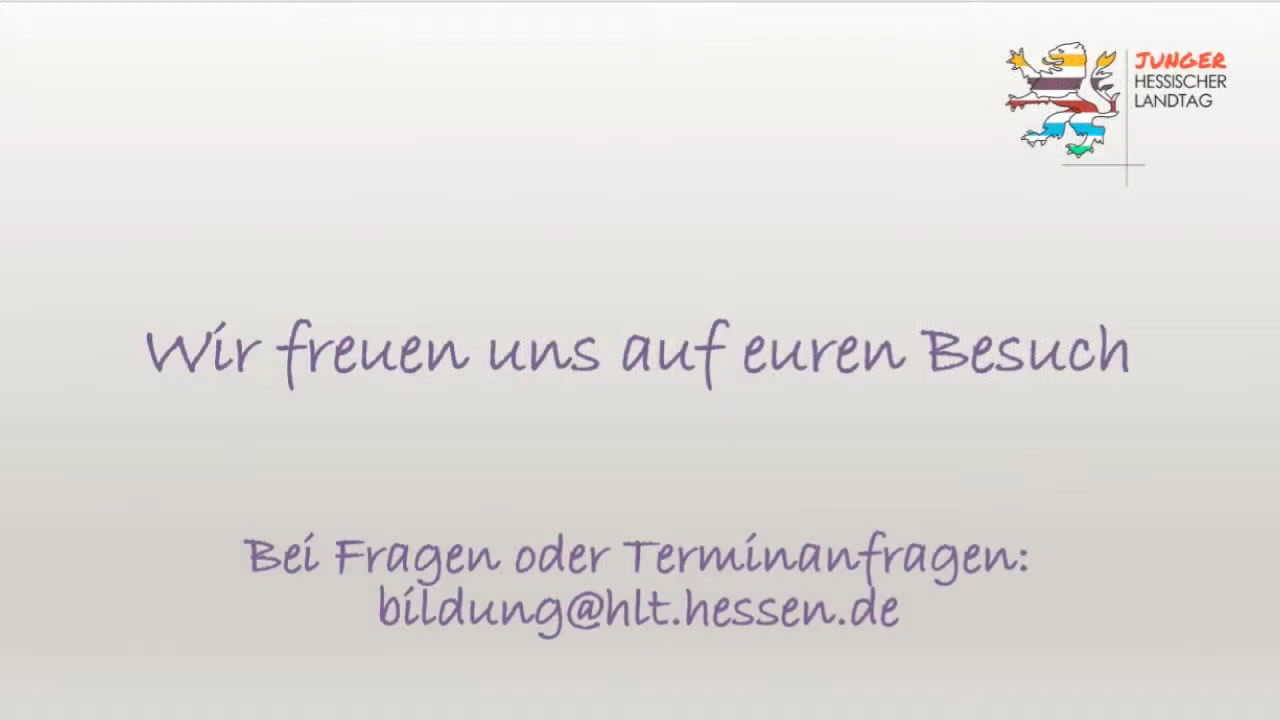 JUNGER
HESSISCHER
LANDTAG
Wir freuen uns auf euren Besuch
Bei Fragen oder Terminanfragen:
bildung@hlt.hessen.de